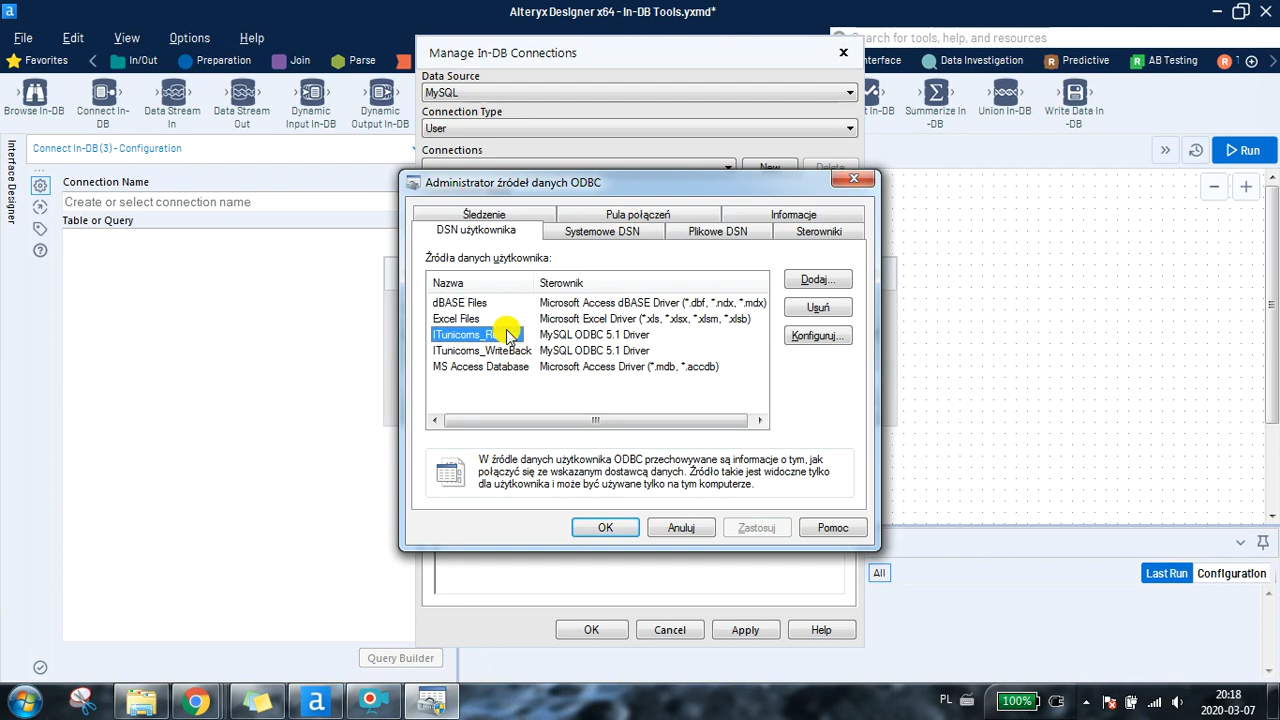 Alteryx Designer x64 - In-DB Tools.yxmd*
File Edit View Options Help
Search for tools, help, and resources
Favorites In/Out Preparation Join Parse
Interface Data Investigation Predictive AB Testing
Browse In-DB
Connect In-DB
Data Stream In
Data Stream Out
Dynamic Input In-DB
Dynamic Output In-DB
Summarize In-DB
Union In-DB
Write Data In-DB
Connect In-DB (3) - Configuration
Run
Interface Designer
Connection Name
Create or select connection name
Table or Query
Query Builder
Manage In-DB Connections
Data Source
MySQL
Connection Type
User
Connections
New Delete
Administrator źródeł danych ODBC
Śledzenie Pula połączeń Informacje
DSN użytkownika Systemowe DSN Plikowe DSN Sterowniki
Źródła danych użytkownika:
Nazwa Sterownik
dBASE Files Microsoft Access dBASE Driver (*.dbf, *.ndx, *.mdx)
Excel Files Microsoft Excel Driver (*.xls, *.xlsx, *.xlsm, *.xlsb)
MySQL ODBC 5.1 Driver
ITunicoms_WriteBack MySQL ODBC 5.1 Driver
MS Access Database Microsoft Access Driver (*.mdb, *.accdb)
Dodaj...
Usuń
Konfiguruj...
W źródle danych użytkownika ODBC przechowywane są informacje o tym, jak
połączyć się ze wskazanym dostawcą danych. Źródło takie jest widoczne tylko
dla użytkownika i może być używane tylko na tym komputerze.
OK Anuluj Zastosuj Pomoc
OK Cancel Apply Help
All
Last Run Configuration
PL
100%
20:18
2020-03-07